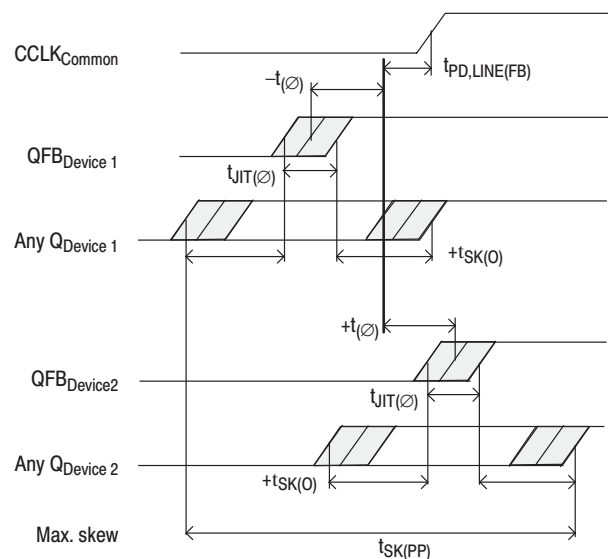 CCLKCommon
tPD,LINE(FB)
–t(∅)
QFBDevice 1
tJIT(∅)
Any QDevice 1
+tSK(O)
+t(∅)
QFBDevice2
tJIT(∅)
Any QDevice 2
+tSK(O)
Max. skew
tSK(PP)